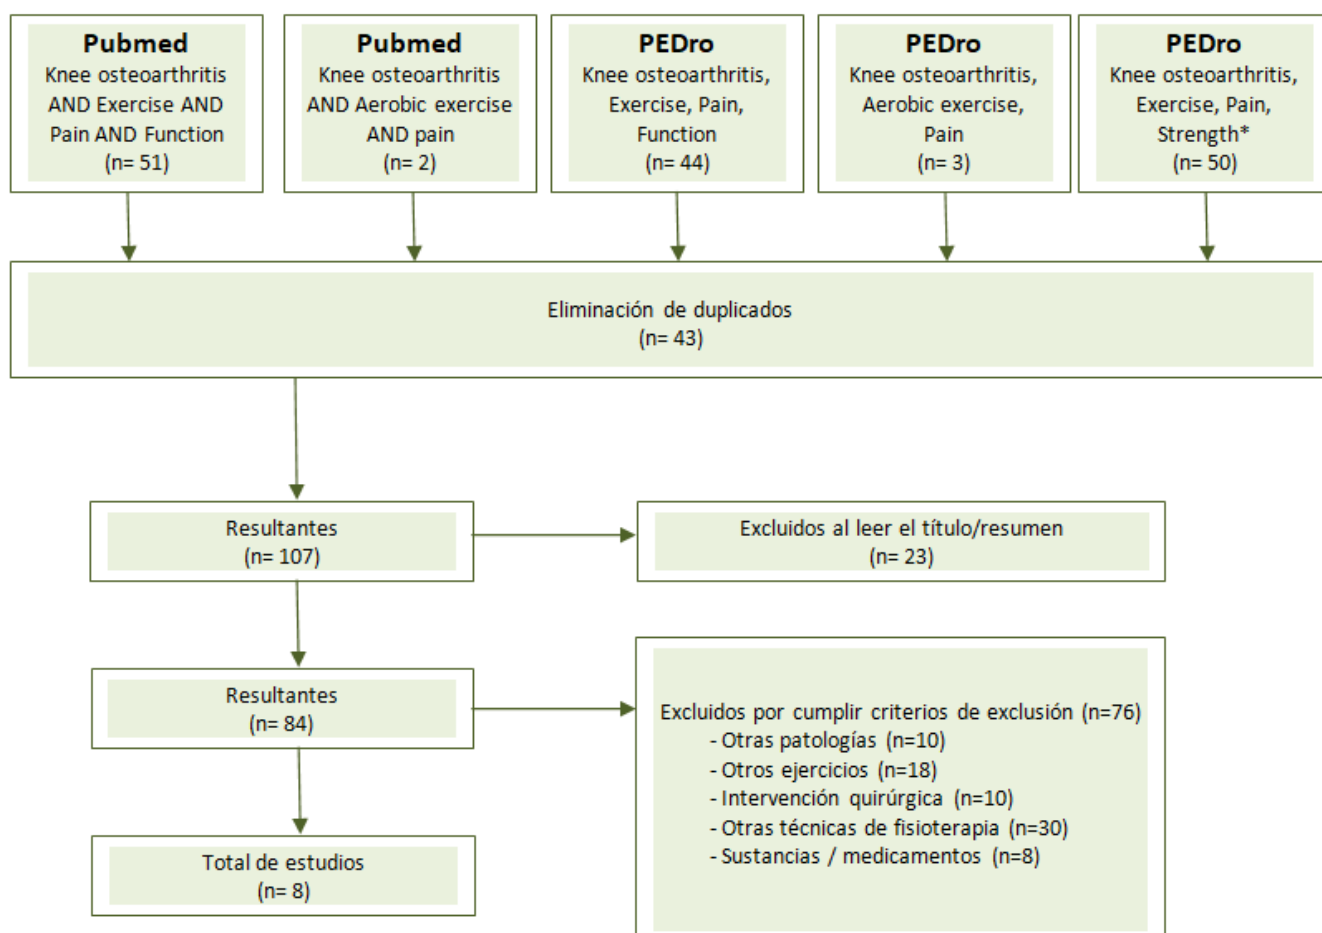 Pubmed
Knee osteoarthritis
AND Exercise AND
Pain AND Function
(n= 51)
Pubmed
Knee osteoarthritis
AND Aerobic exercise
AND pain
(n= 2)
PEDro
Knee osteoarthritis,
Exercise, Pain,
Function
(n= 44)
PEDro
Knee osteoarthritis,
Aerobic exercise,
Pain
(n= 3)
PEDro
Knee osteoarthritis,
Exercise, Pain,
Strength*
(n= 50)
Eliminación de duplicados
(n= 43)
Resultantes
(n= 107)
Excluidos al leer el título/resumen
(n= 23)
Resultantes
(n= 84)
Excluidos por cumplir criterios de exclusión (n=76)
- Otras patologías (n=10)
- Otros ejercicios (n=18)
- Intervención quirúrgica (n=10)
- Otras técnicas de fisioterapia (n=30)
- Sustancias / medicamentos (n=8)
Total de estudios
(n= 8)